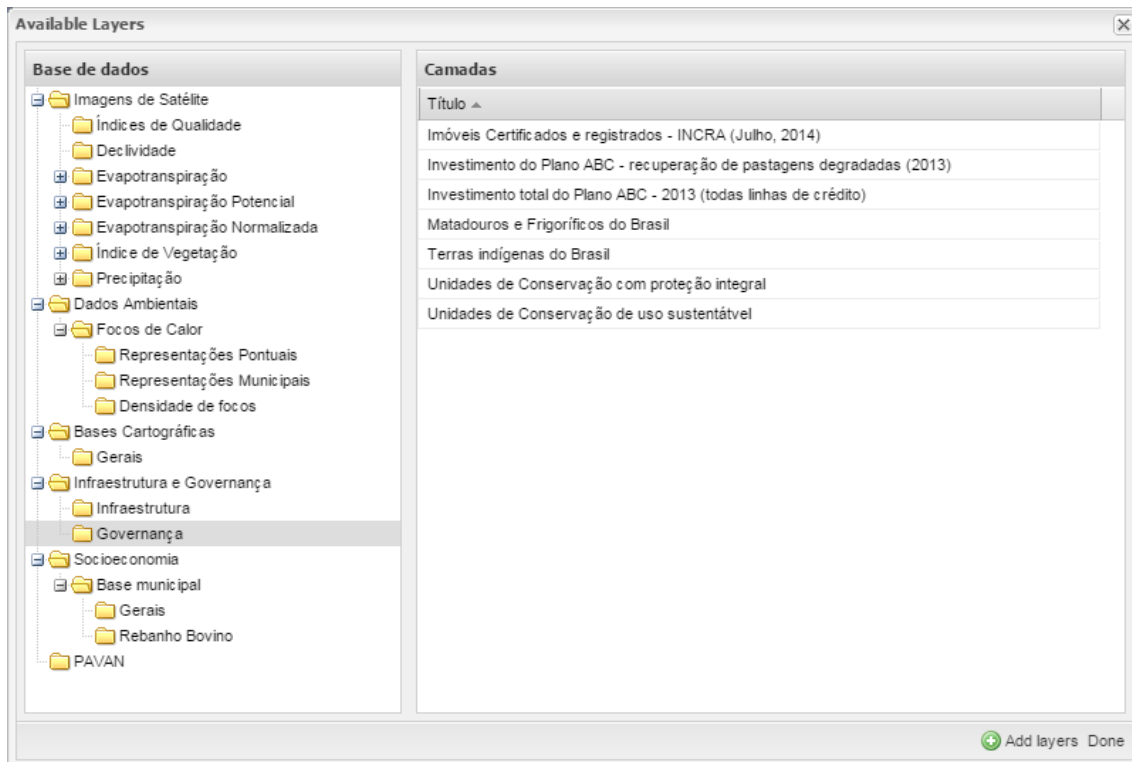 Available Layers
Base de dados
Imagens de Satélite
Índices de Qualidade
Declividade
Evapotranspiração
Evapotranspiração Potencial
Evapotranspiração Normalizada
Índice de Vegetação
Precipitação
Dados Ambientais
Focos de Calor
Representações Pontuais
Representações Municipais
Densidade de focos
Bases Cartográficas
Gerais
Infraestrutura e Governança
Infraestrutura
Governança
Socioeconomia
Base municipal
Gerais
Rebanho Bovino
PAVAN
Camadas
Título
Imóveis Certificados e registrados - INCRA (Julho, 2014)
Investimento do Plano ABC - recuperação de pastagens degradadas (2013)
Investimento total do Plano ABC - 2013 (todas linhas de crédito)
Matadouros e Frigoríficos do Brasil
Terras indígenas do Brasil
Unidades de Conservação com proteção integral
Unidades de Conservação de uso sustentátvel
Add layers Done